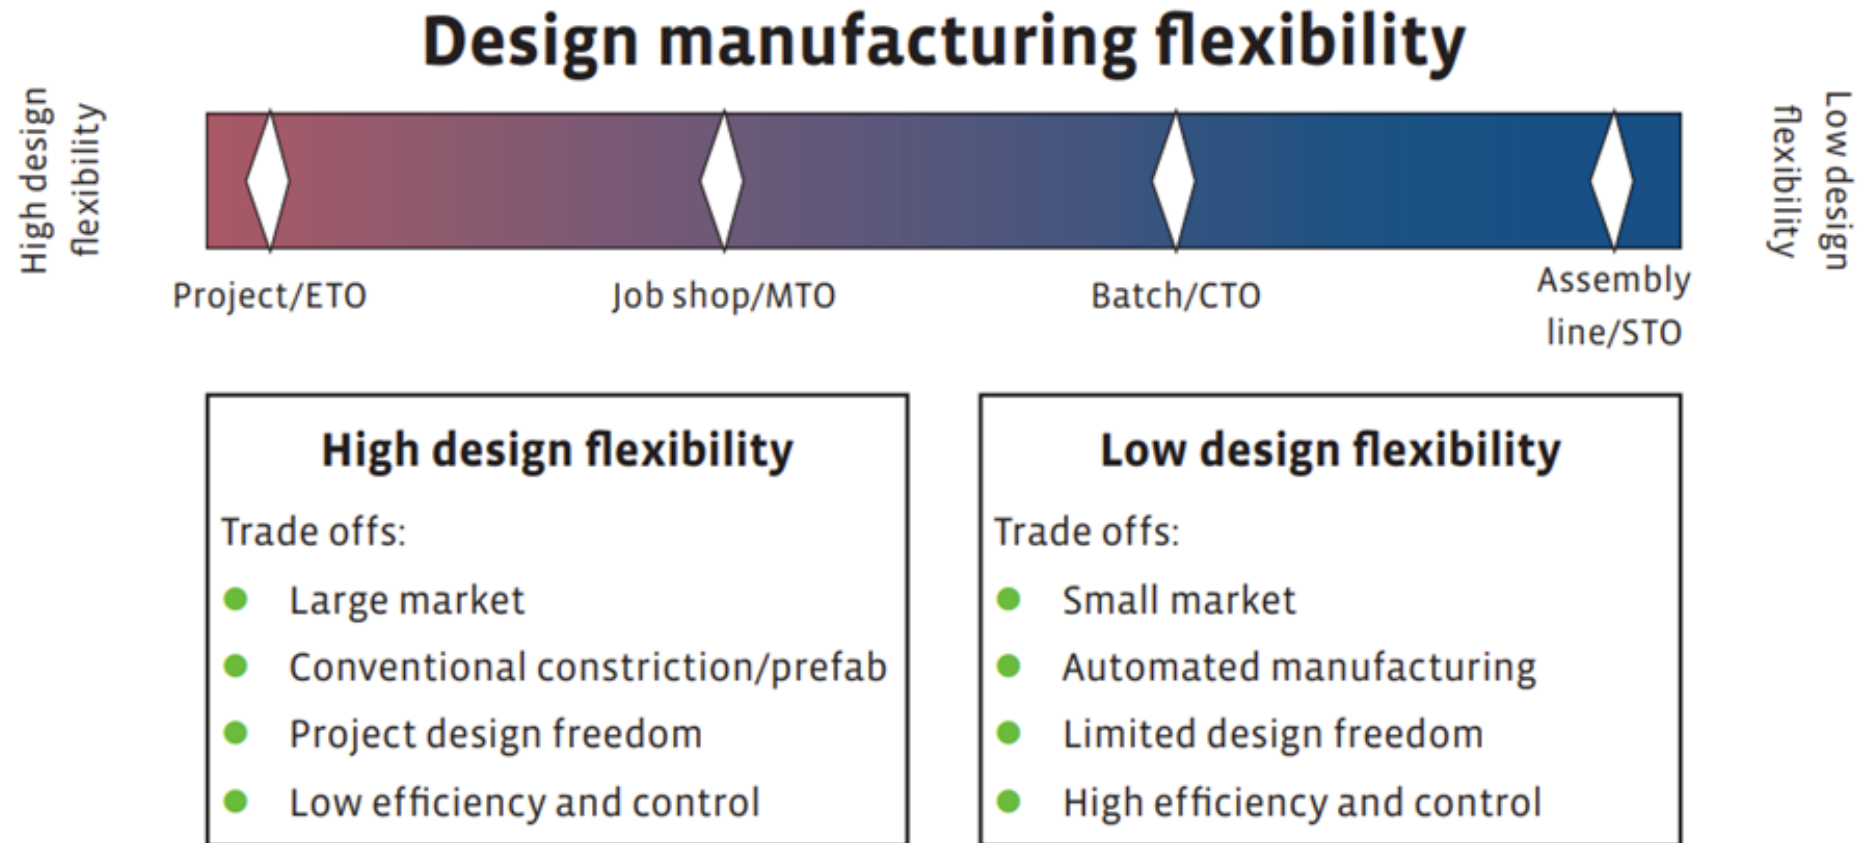 Design manufacturing flexibility
High design
flexibility
Low design
flexibility
Project/ETO
Job shop/MTO
Batch/CTO
Assembly
line/STO
High design flexibility
Trade offs:
Large market
Conventional constriction/prefab
Project design freedom
Low efficiency and control
Low design flexibility
Trade offs:
Small market
Automated manufacturing
Limited design freedom
High efficiency and control